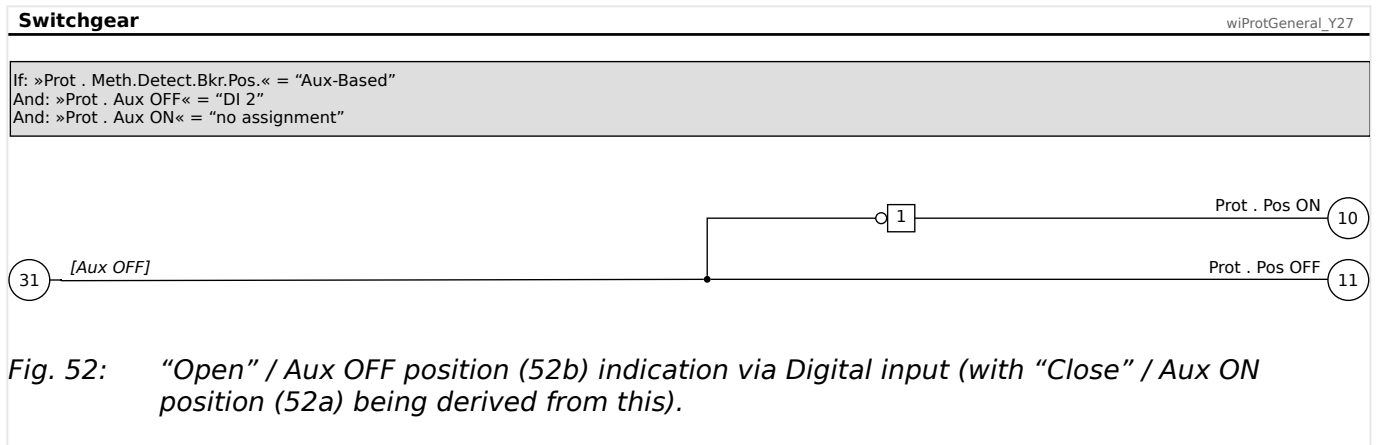 Switchgear wiProtGeneral_Y27
If: »Prot . Meth.Detect.Bkr.Pos.« = “Aux-Based”
And: »Prot . Aux OFF« = “DI 2”
And: »Prot . Aux ON« = “no assignment”
1 Prot . Pos ON 10
31 [Aux OFF] Prot . Pos OFF 11
Fig. 52: “Open” / Aux OFF position (52b) indication via Digital input (with “Close” / Aux ON
position (52a) being derived from this).